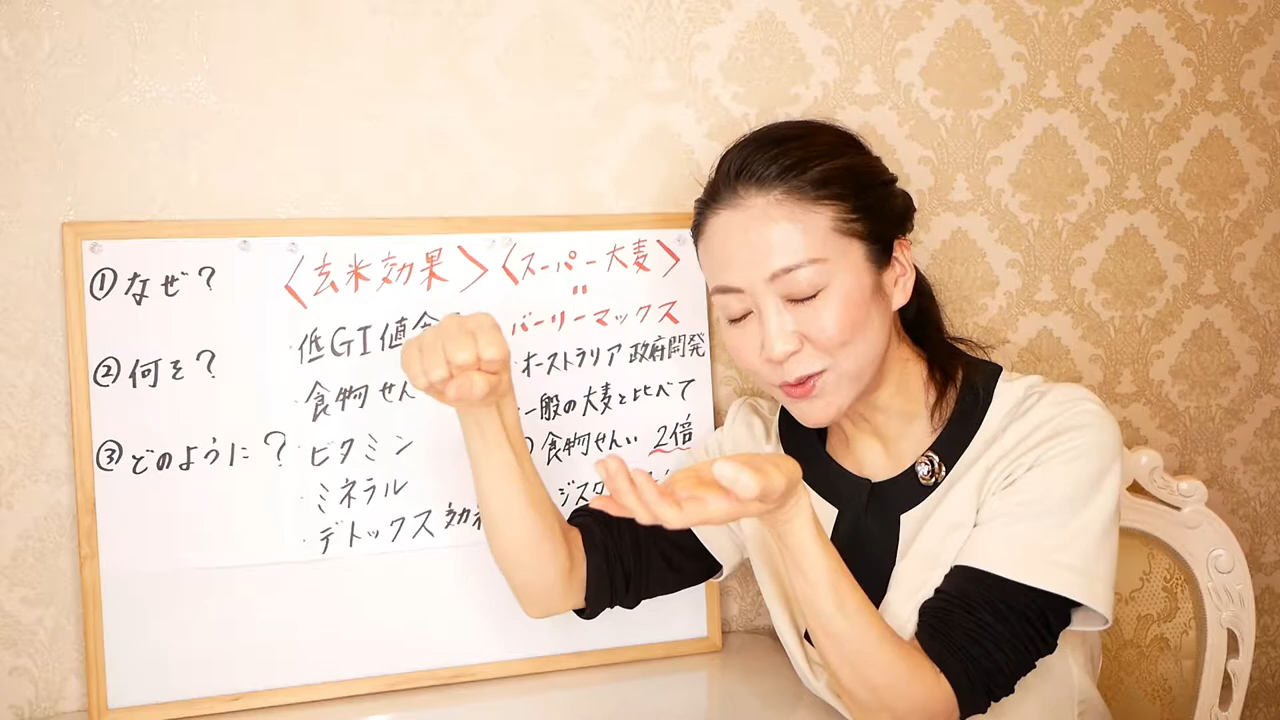 ①なぜ?
②何を?
③どのように?
〈玄米効果〉
・低GI値
・食物せん
・ビタミン
・ミネラル
・デトックス効
〈スーパー大麦〉
=
バーリーマックス
・オーストラリア政府開発
・一般の大麦と比べて
食物せんい 2倍